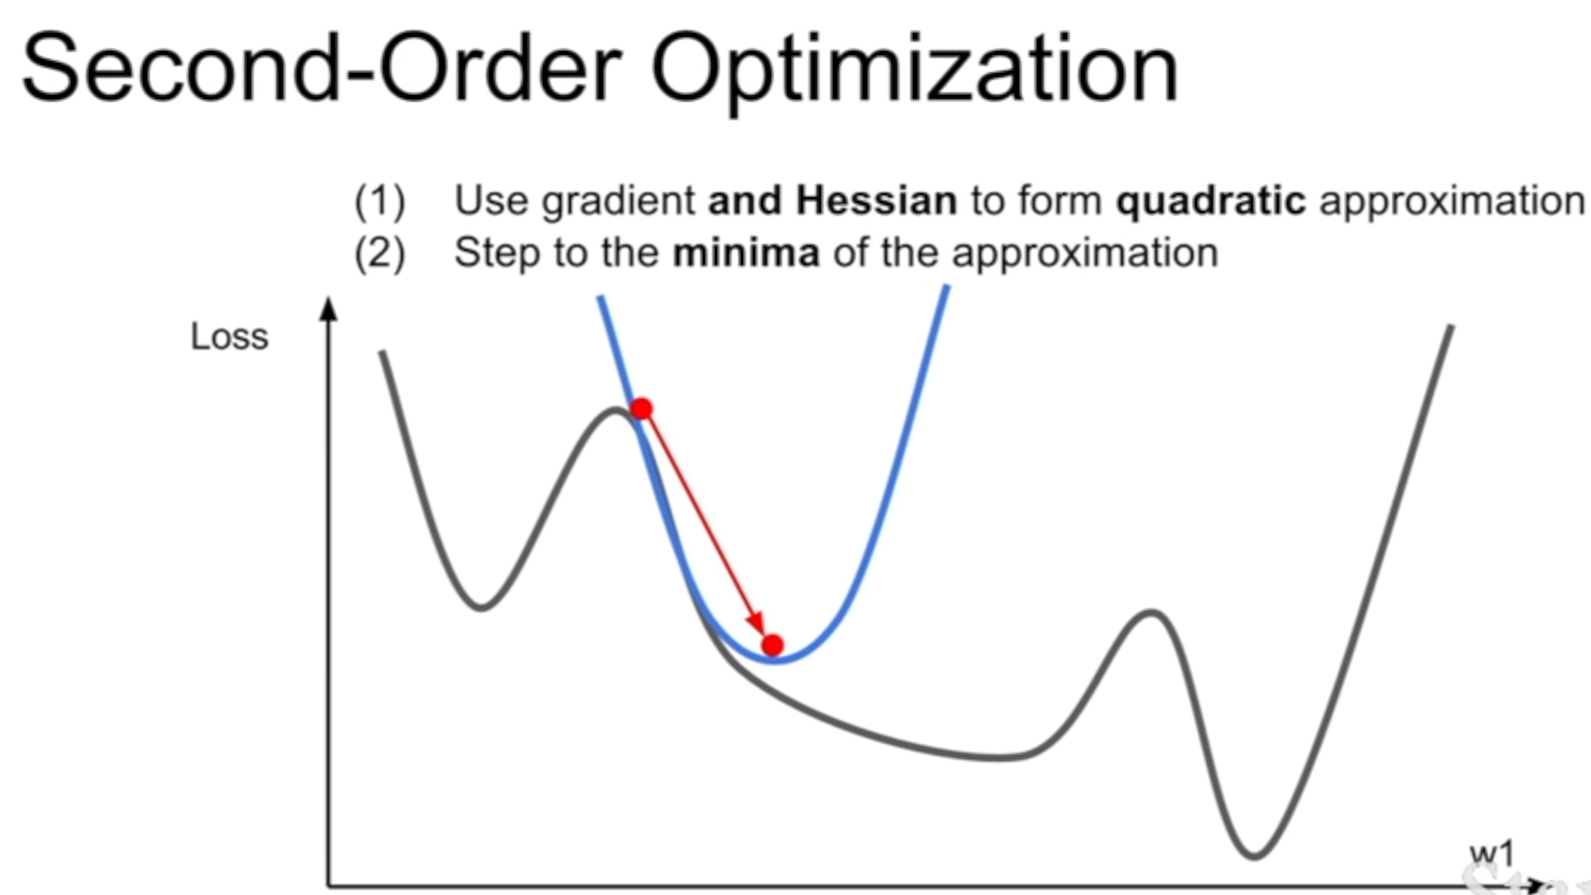 Second-Order Optimization
(1) Use gradient and Hessian to form quadratic approximation
(2) Step to the minima of the approximation
Loss
w1